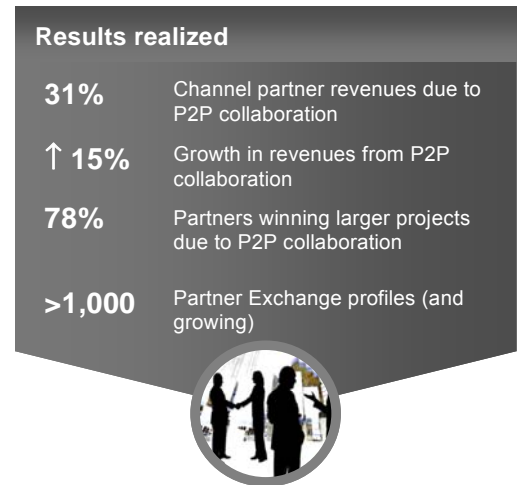 Results realized
31% Channel partner revenues due to
P2P collaboration
↑ 15% Growth in revenues from P2P
collaboration
78% Partners winning larger projects
due to P2P collaboration
>1,000 Partner Exchange profiles (and
growing)